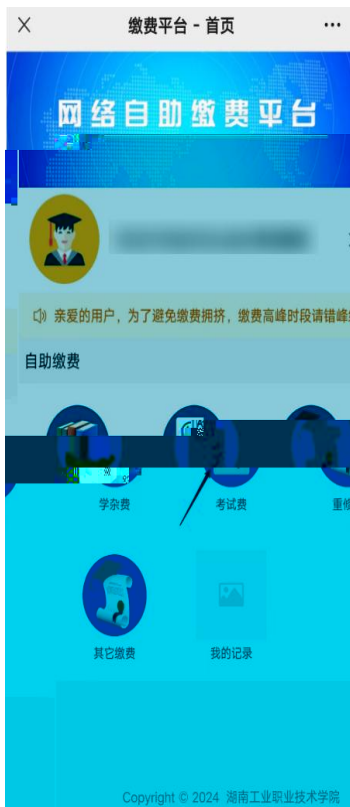 缴费平台 - 首页
网络自助缴费平台
亲爱的用户，为了避免缴费拥挤，缴费高峰时段请错峰
自助缴费
学杂费 考试费 重修
其它缴费 我的记录
Copyright © 2024 湖南工业职业技术学院